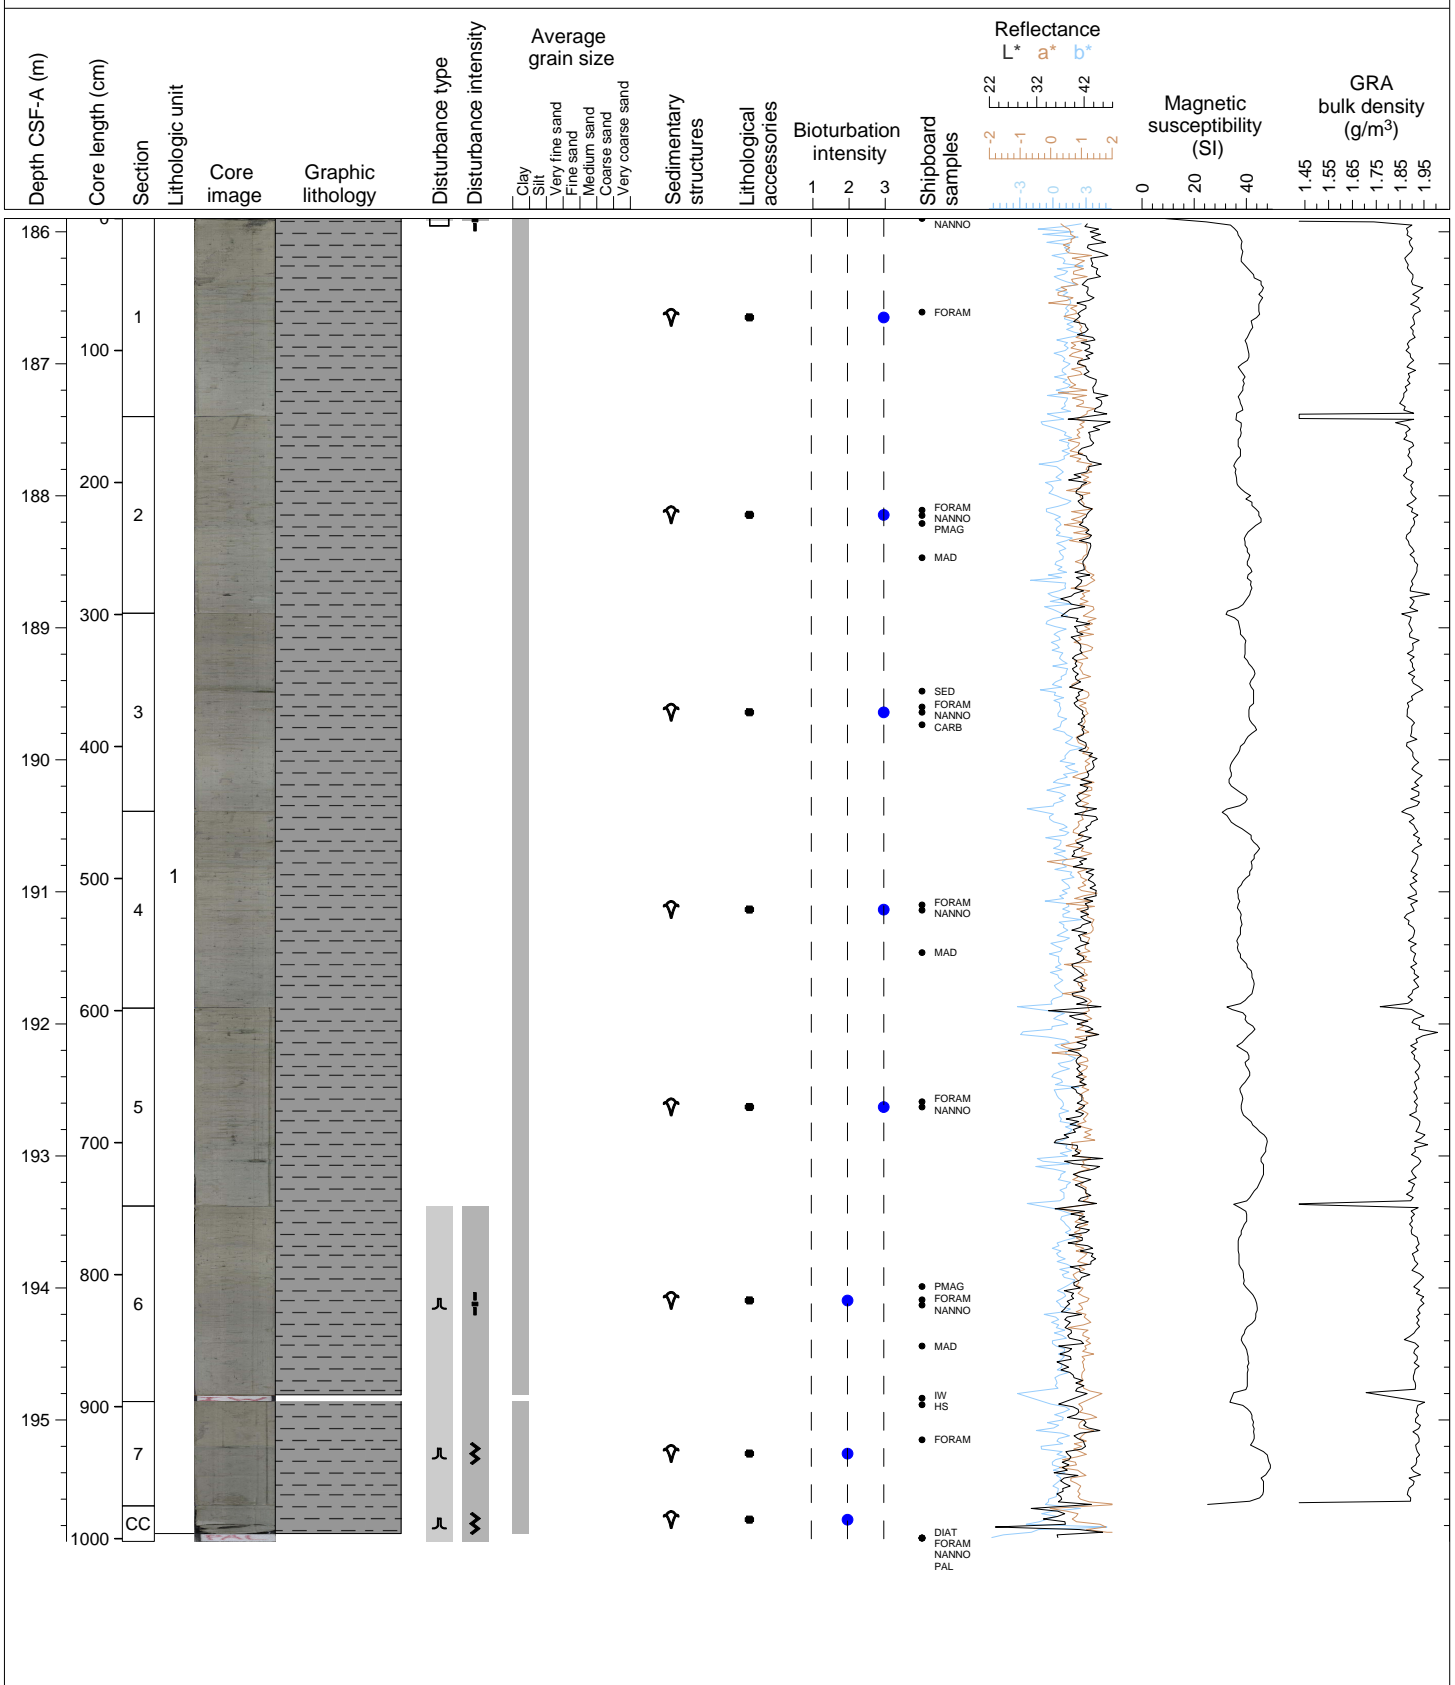 Depth CSF-A (m)
Core length (cm)
Section
Lithologic unit
Core
image
Graphic
lithology
Disturbance type
Disturbance intensity
Average
grain size
Clay
Silt
Very fine sand
Fine sand
Medium sand
Coarse sand
Very coarse sand
Sedimentary
structures
Lithological
accessories
Bioturbation
intensity
1 2 3
Shipboard
samples
Reflectance
L* a* b*
22 32 42
-2 -1 0 1 2
-3 0 3
Magnetic
susceptibility
(SI)
0 20 40
GRA
bulk density
(g/m3)
1.45 1.55 1.65 1.75 1.85 1.95
0
186
NANNO
1
FORAM
100
187
200
188
2
FORAM
NANNO
PMAG
MAD
300
189
3
SED
FORAM
NANNO
CARB
400
190
1
500
191
4
FORAM
NANNO
MAD
600
192
5
FORAM
NANNO
700
193
800
194
6
PMAG
FORAM
NANNO
MAD
IW
HS
900
195
7
FORAM
CC
1000
DIAT
FORAM
NANNO
PAL